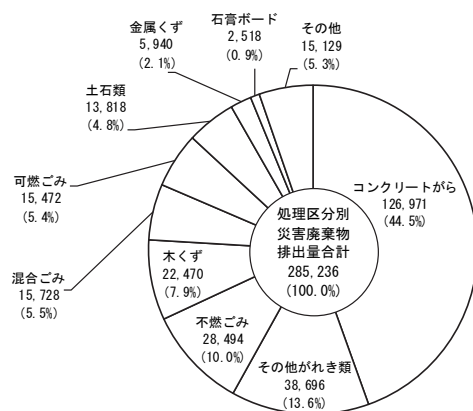 コンクリートがら
126,971
(44.5%)
その他がれき類
38,696
(13.6%)
不燃ごみ
28,494
(10.0%)
木くず
22,470
(7.9%)
混合ごみ
15,728
(5.5%)
可燃ごみ
15,472
(5.4%)
土石類
13,818
(4.8%)
金属くず
5,940
(2.1%)
石膏ボード
2,518
(0.9%)
その他
15,129
(5.3%)
処理区分別
災害廃棄物
排出量合計
285,236
(100.0%)